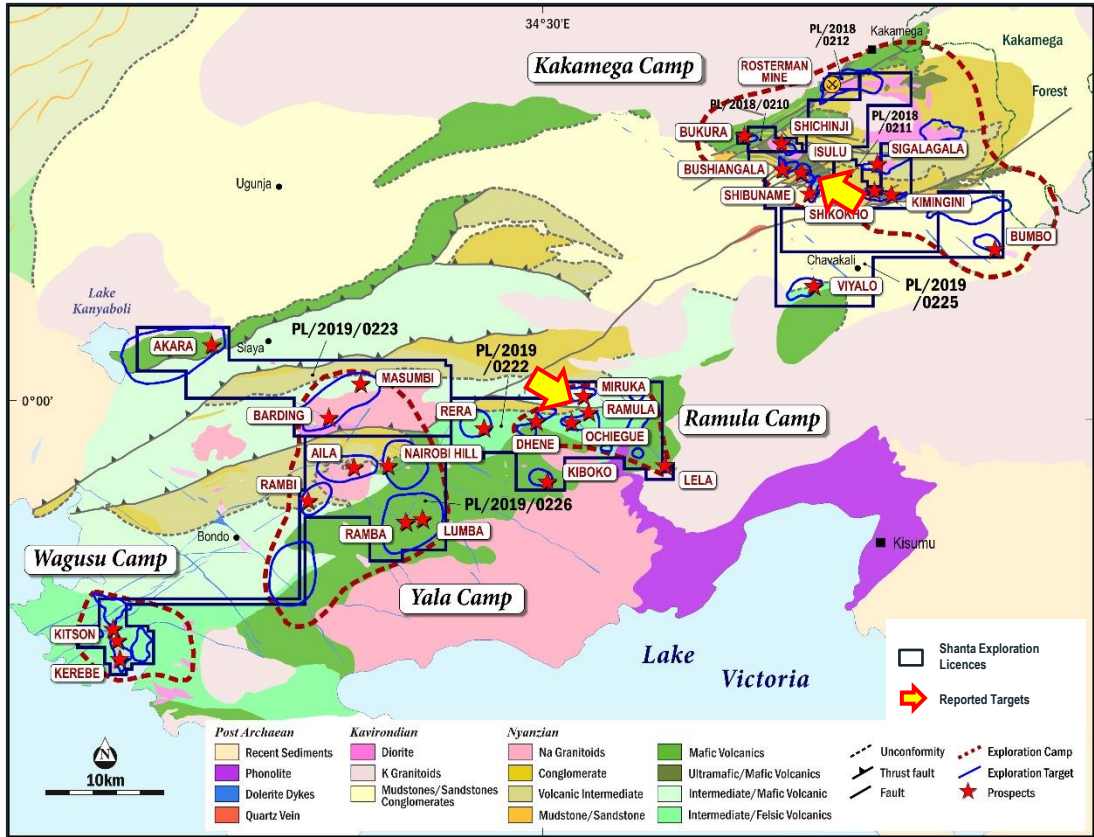 34°30'E
PL/2018
/0212
Kakamega
Kakamega
Forest
Kakamega Camp
ROSTERMAN
MINE
PL/2018/0210
PL/2018
/0211
BUKURA
SHICHINJI
ISULU
SIGALAGALA
BUSHIANGALA
SHIBUNAME
SHIKOKHO
KIMINGINI
BUMBO
Ugunja
Chavakali
PL/2019
/0225
VIYALO
Lake
Kanyaboli
AKARA
Siaya
PL/2019/0223
PL/2019
/0222
MASUMBI
MIRUKA
0°00'
BARDING
RERA
RAMULA
Ramula Camp
DHENE
OCHIEGUE
AILA
NAIROBI HILL
KIBOKO
LELA
RAMBI
PL/2019/0226
Bondo
RAMBA
LUMBA
Kisumu
Wagusu Camp
Yala Camp
KITSON
KEREBE
Lake
Victoria
Shanta Exploration
Licences
Reported Targets
N
10km
Post Archaean
Recent Sediments
Phonolite
Dolerite Dykes
Quartz Vein
Kavirondian
Diorite
K Granitoids
Mudstones/Sandstones
Conglomerates
Nyanzian
Na Granitoids
Conglomerate
Volcanic Intermediate
Mudstone/Sandstone
Mafic Volcanics
Ultramafic/Mafic Volcanics
Intermediate/Mafic Volcanic
Intermediate/Felsic Volcanics
Unconformity
Thrust fault
Fault
Exploration Camp
Exploration Target
Prospects